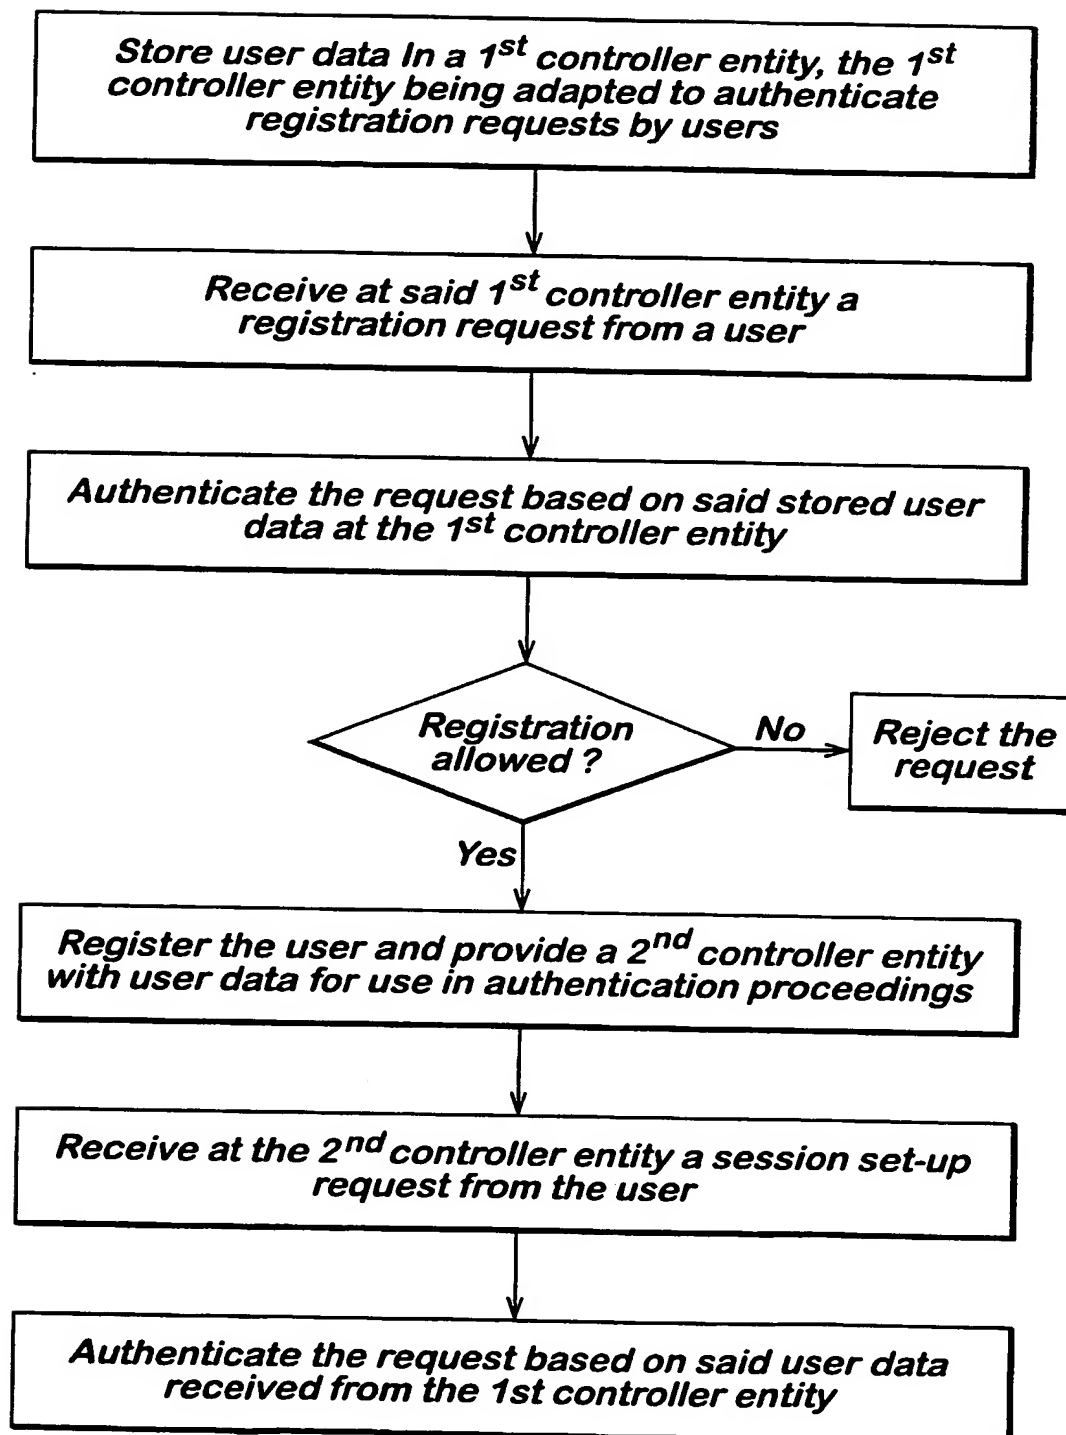 Store user data In a 1st controller entity, the 1st
controller entity being adapted to authenticate
registration requests by users
Receive at said 1st controller entity a
registration request from a user
Authenticate the request based on said stored user
data at the 1st controller entity
Registration
allowed ?
No
Reject the
request
Yes
Register the user and provide a 2nd controller entity
with user data for use in authentication proceedings
Receive at the 2nd controller entity a session set-up
request from the user
Authenticate the request based on said user data
received from the 1st controller entity